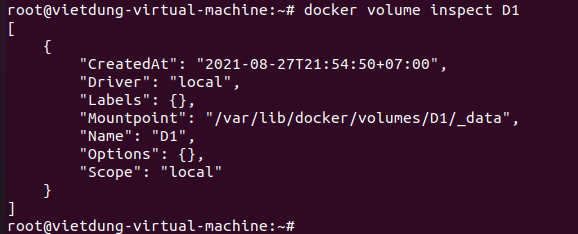 root@vietdung-virtual-machine:~# docker volume inspect D1
[
    {
        "CreatedAt": "2021-08-27T21:54:50+07:00",
        "Driver": "local",
        "Labels": {},
        "Mountpoint": "/var/lib/docker/volumes/D1/_data",
        "Name": "D1",
        "Options": {},
        "Scope": "local"
    }
]
root@vietdung-virtual-machine:~#